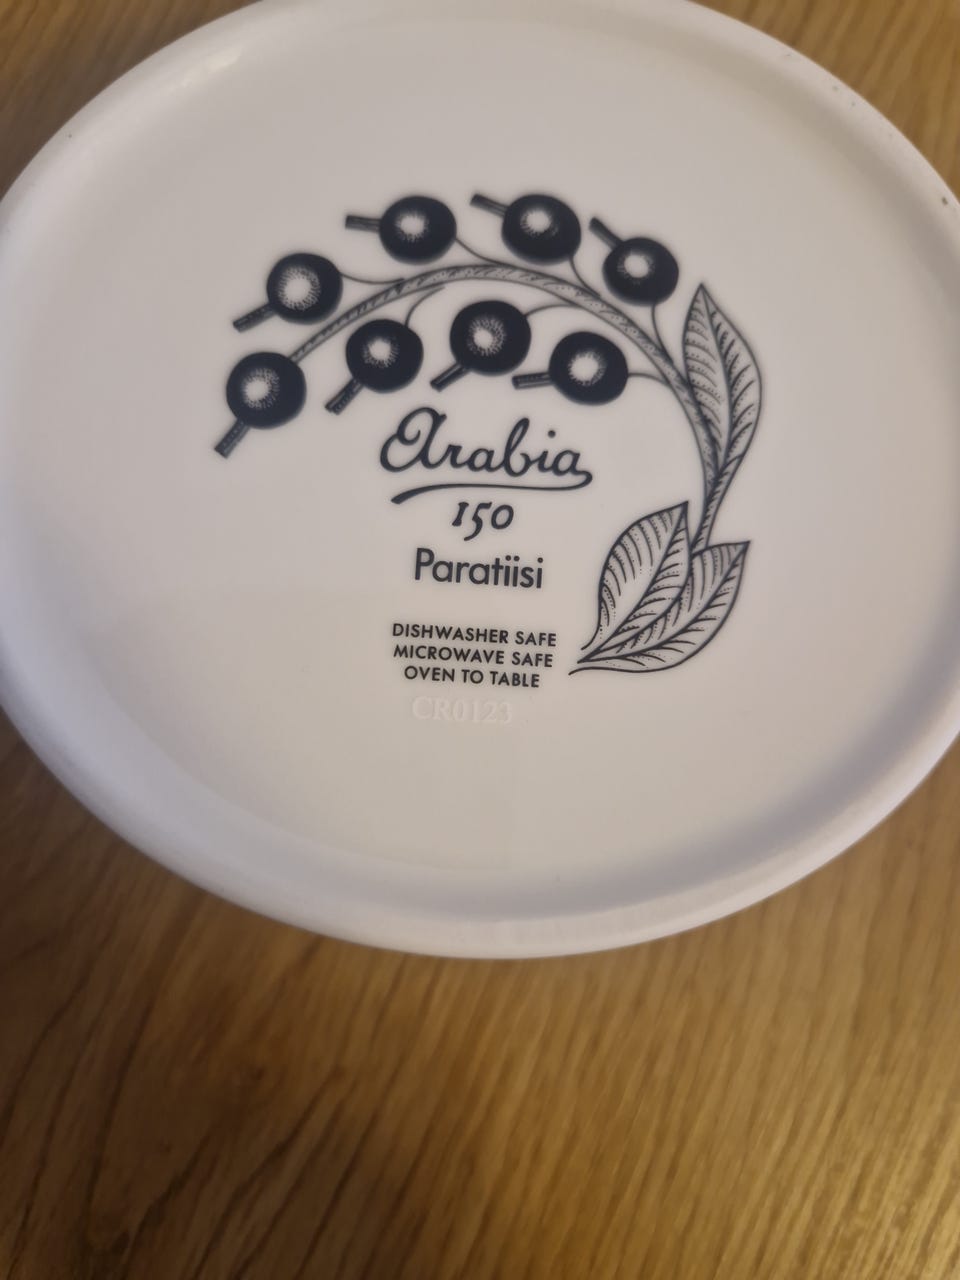 Arabia
150
Paratiisi
DISHWASHER SAFE
MICROWAVE SAFE
OVEN TO TABLE
CR0123